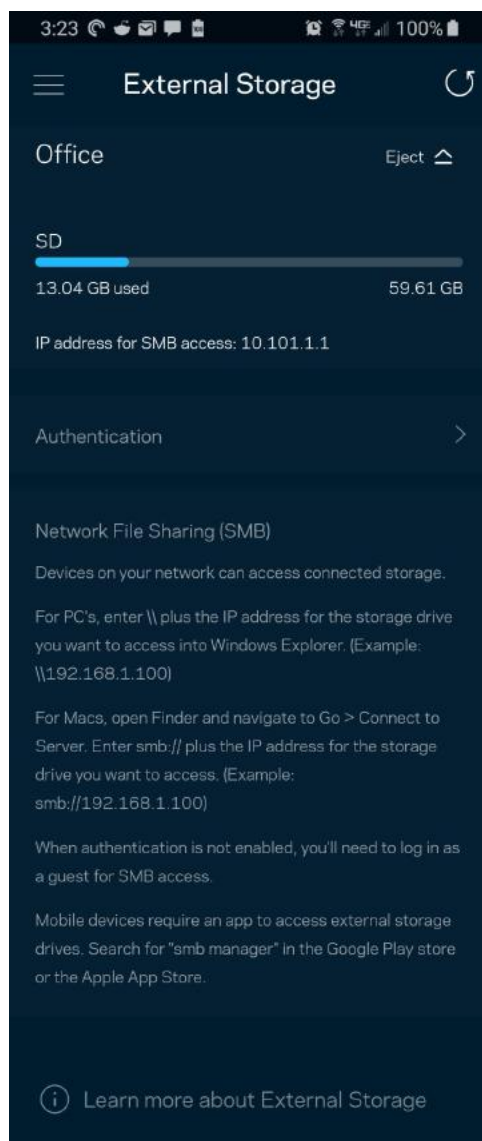 3:23 4GE 100%
External Storage
Office
Eject
SD
13.04 GB used 59.61 GB
IP address for SMB access: 10.101.1.1
Authentication
Network File Sharing (SMB)
Devices on your network can access connected storage.
For PC's, enter \\ plus the IP address for the storage drive
you want to access into Windows Explorer. (Example:
\\192.168.1.100)
For Macs, open Finder and navigate to Go > Connect to
Server. Enter smb:// plus the IP address for the storage
drive you want to access. (Example:
smb://192.168.1.100)
When authentication is not enabled, you'll need to log in as
a guest for SMB access.
Mobile devices require an app to access external storage
drives. Search for "smb manager" in the Google Play store
or the Apple App Store.
Learn more about External Storage